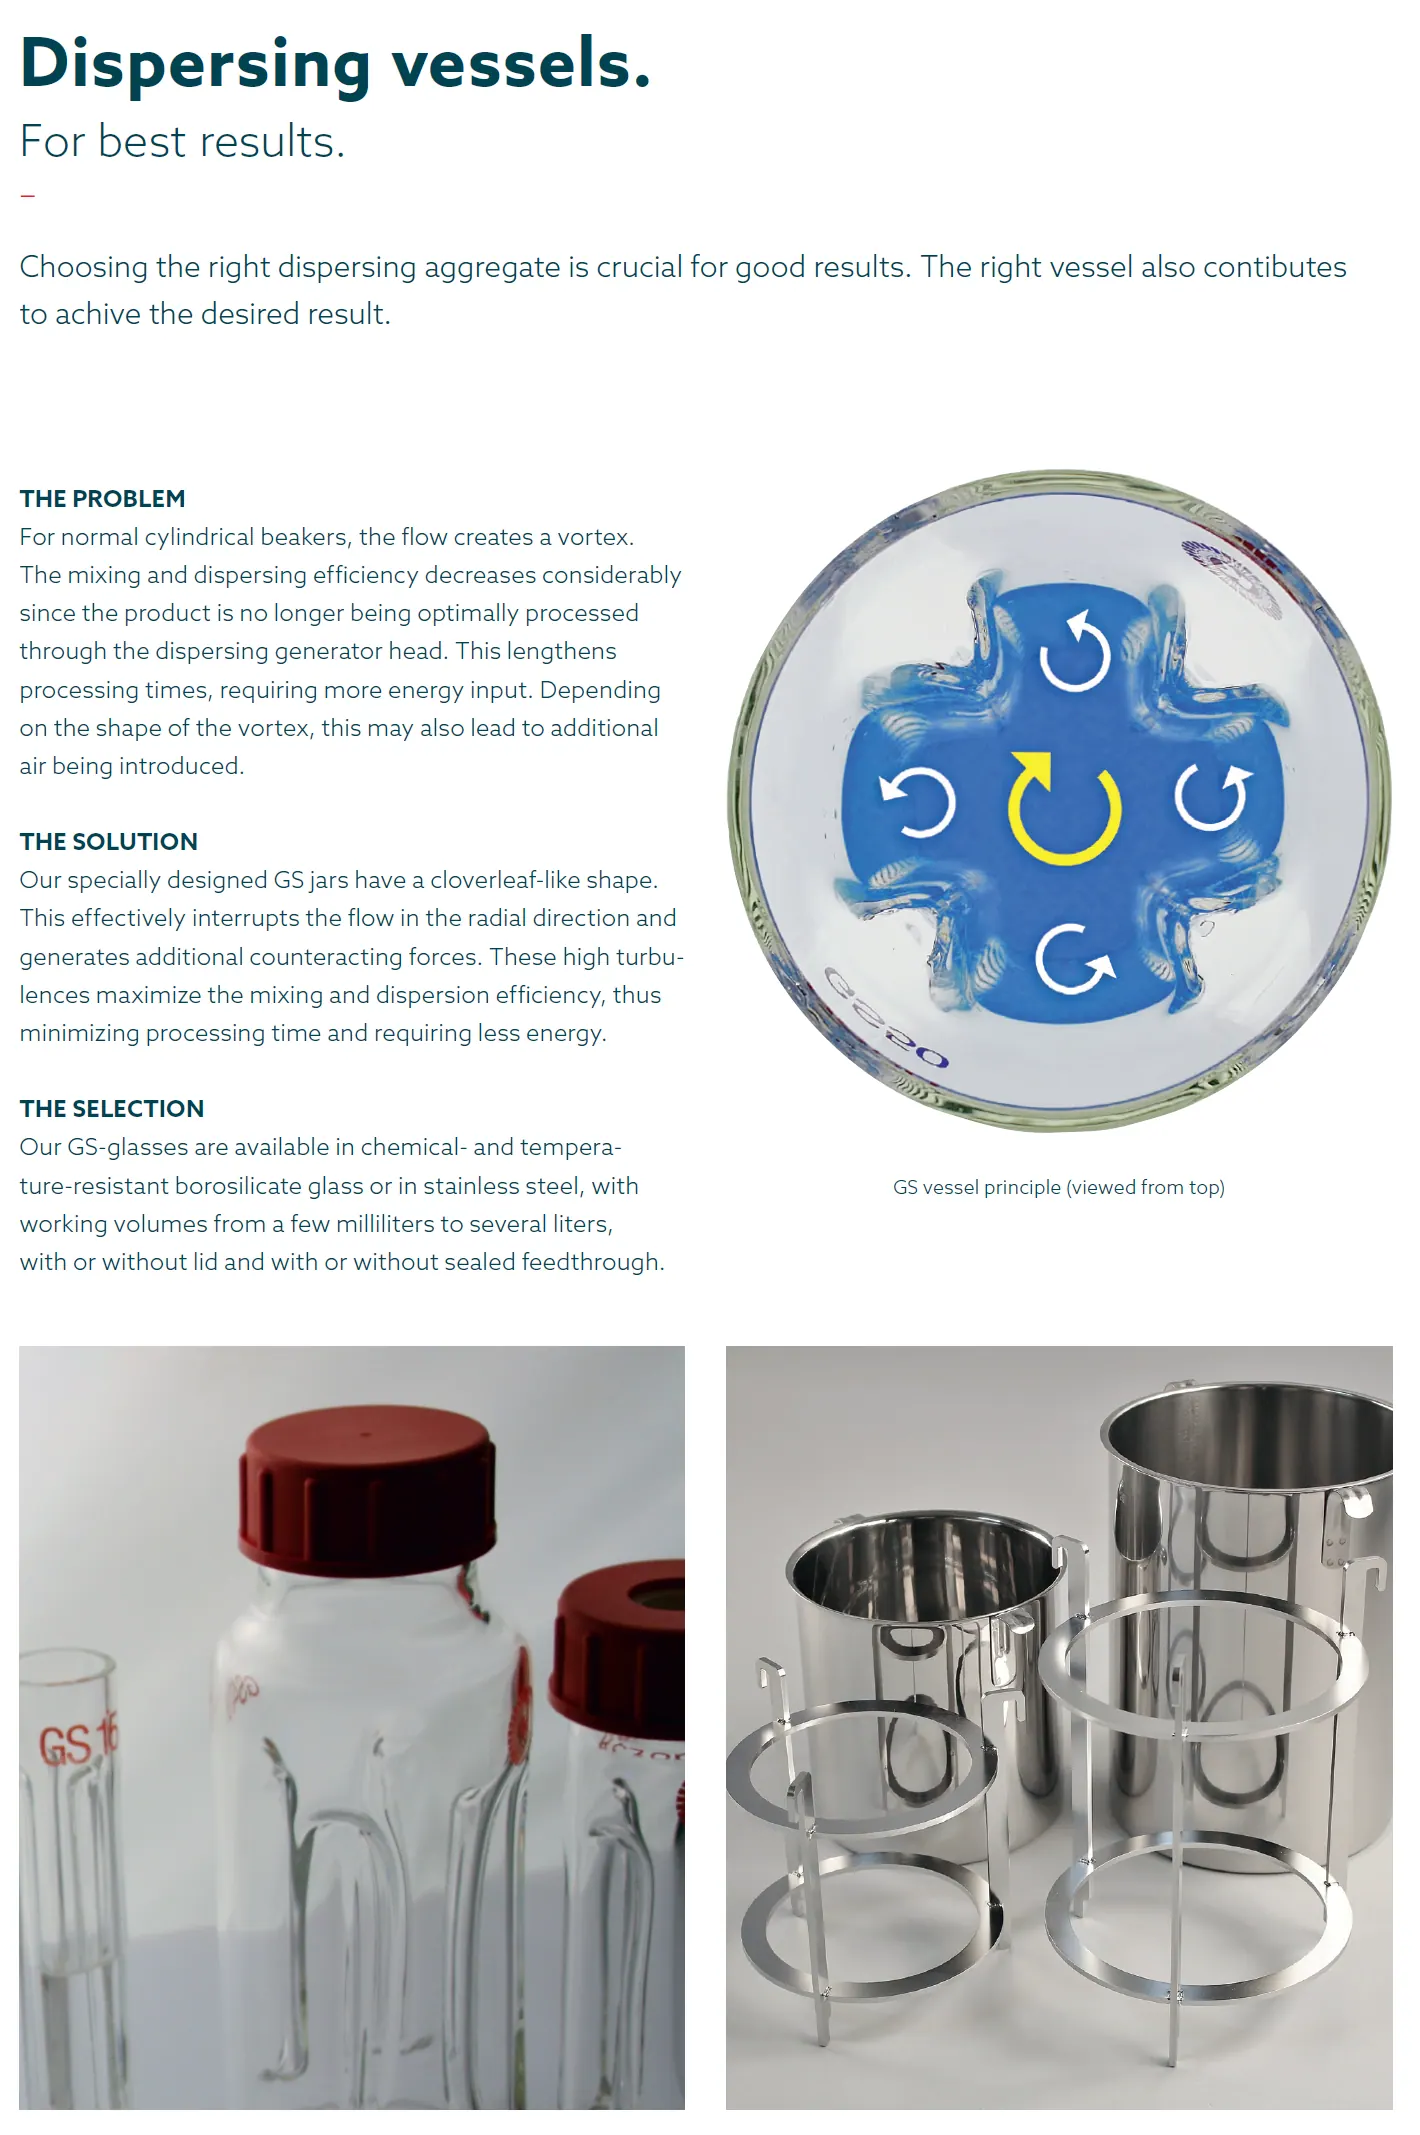 Dispersing vessels.
For best results.
–
Choosing the right dispersing aggregate is crucial for good results. The right vessel also contibutes
to achive the desired result.
THE PROBLEM
For normal cylindrical beakers, the flow creates a vortex.
The mixing and dispersing efficiency decreases considerably
since the product is no longer being optimally processed
through the dispersing generator head. This lengthens
processing times, requiring more energy input. Depending
on the shape of the vortex, this may also lead to additional
air being introduced.
THE SOLUTION
Our specially designed GS jars have a cloverleaf-like shape.
This effectively interrupts the flow in the radial direction and
generates additional counteracting forces. These high turbu-
lences maximize the mixing and dispersion efficiency, thus
minimizing processing time and requiring less energy.
THE SELECTION
Our GS-glasses are available in chemical- and tempera-
ture-resistant borosilicate glass or in stainless steel, with
working volumes from a few milliliters to several liters,
with or without lid and with or without sealed feedthrough.
GS vessel principle (viewed from top)
GS 16